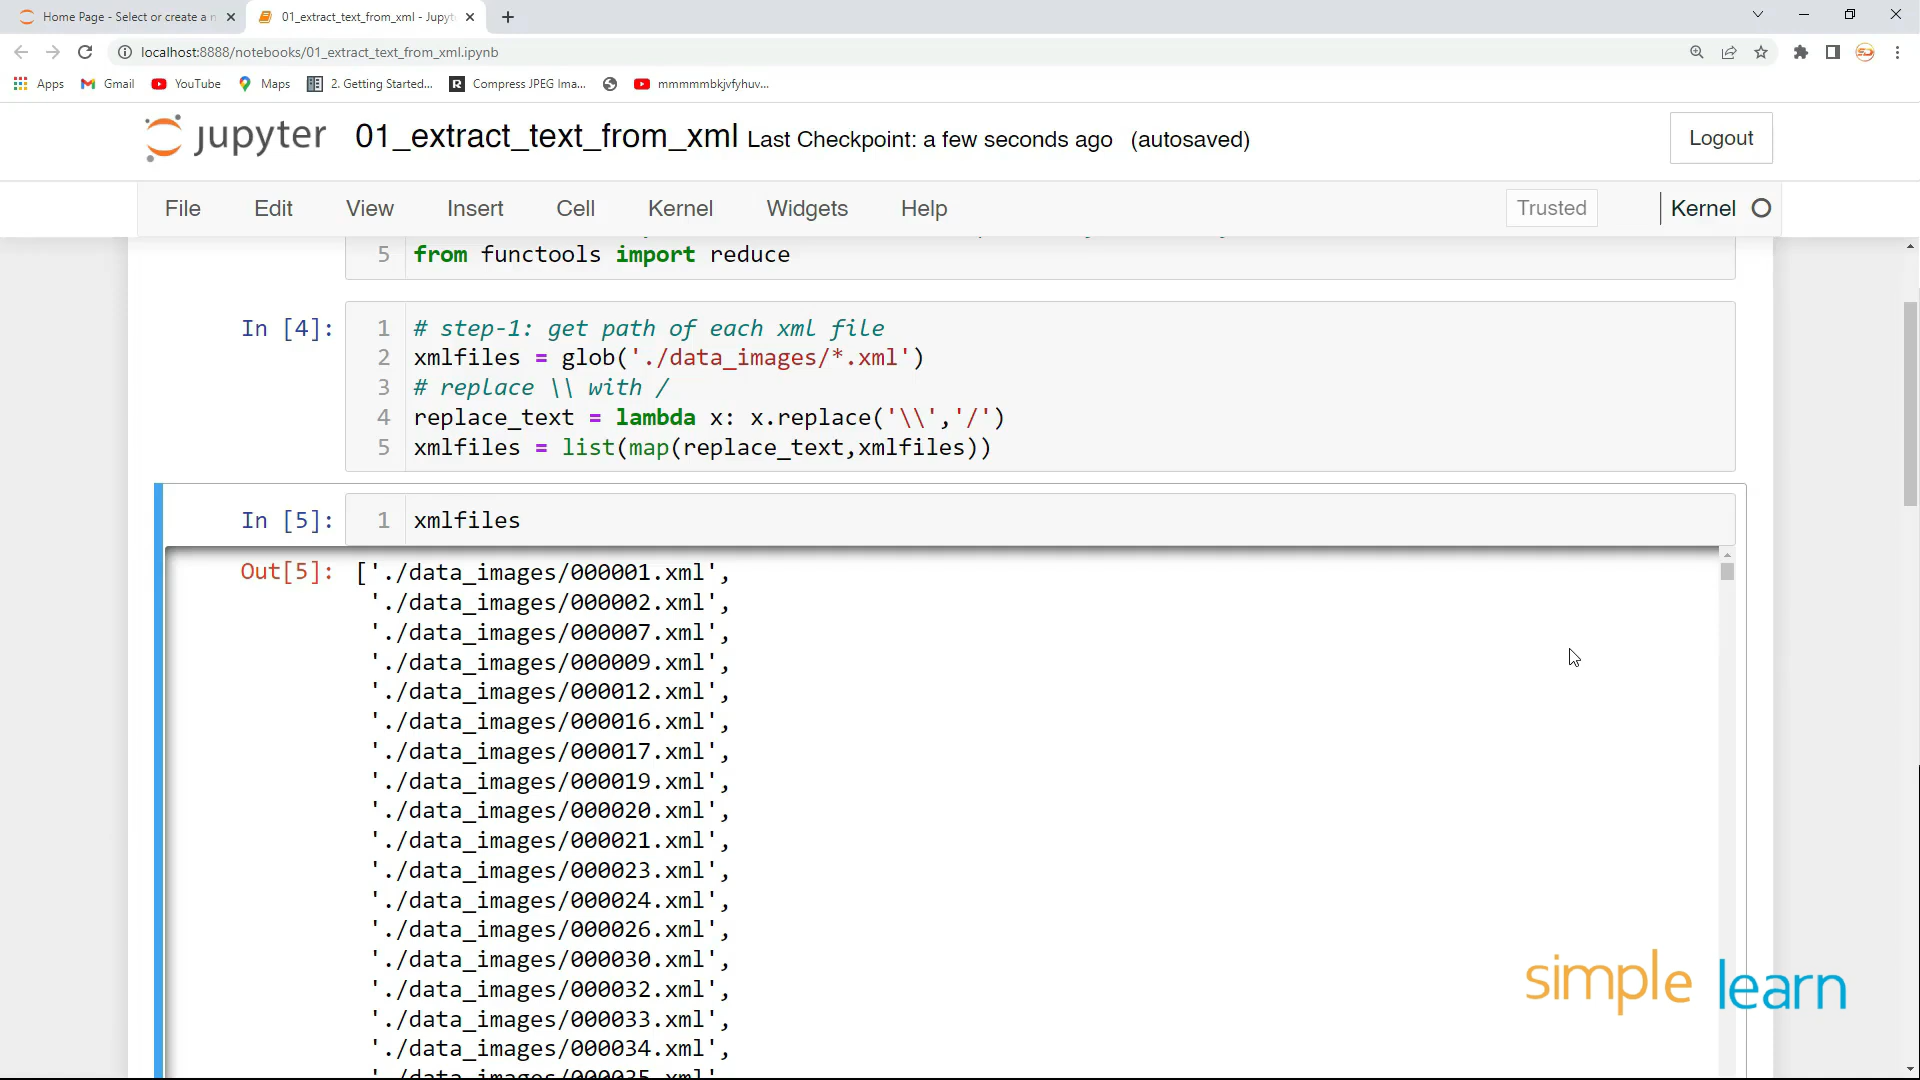 Home Page - Select or create a n
01_extract_text_from_xml - Jupyt
localhost:8888/notebooks/01_extract_text_from_xml.ipynb
Apps
Gmail
YouTube
Maps
2. Getting Started...
Compress JPEG Ima...
mmmmmbkjvfyhuv...
jupyter
01_extract_text_from_xml Last Checkpoint: a few seconds ago (autosaved)
Logout
File Edit View Insert Cell Kernel Widgets Help
Trusted
Kernel
5 from functools import reduce
In [4]:
1 # step-1: get path of each xml file
2 xmlfiles = glob('./data_images/*.xml')
3 # replace \\ with /
4 replace_text = lambda x: x.replace('\\','/')
5 xmlfiles = list(map(replace_text,xmlfiles))
In [5]:
1 xmlfiles
Out[5]: ['./data_images/000001.xml',
'./data_images/000002.xml',
'./data_images/000007.xml',
'./data_images/000009.xml',
'./data_images/000012.xml',
'./data_images/000016.xml',
'./data_images/000017.xml',
'./data_images/000019.xml',
'./data_images/000020.xml',
'./data_images/000021.xml',
'./data_images/000023.xml',
'./data_images/000024.xml',
'./data_images/000026.xml',
'./data_images/000030.xml',
'./data_images/000032.xml',
'./data_images/000033.xml',
'./data_images/000034.xml',
'./data_images/000035.xml',
simple learn